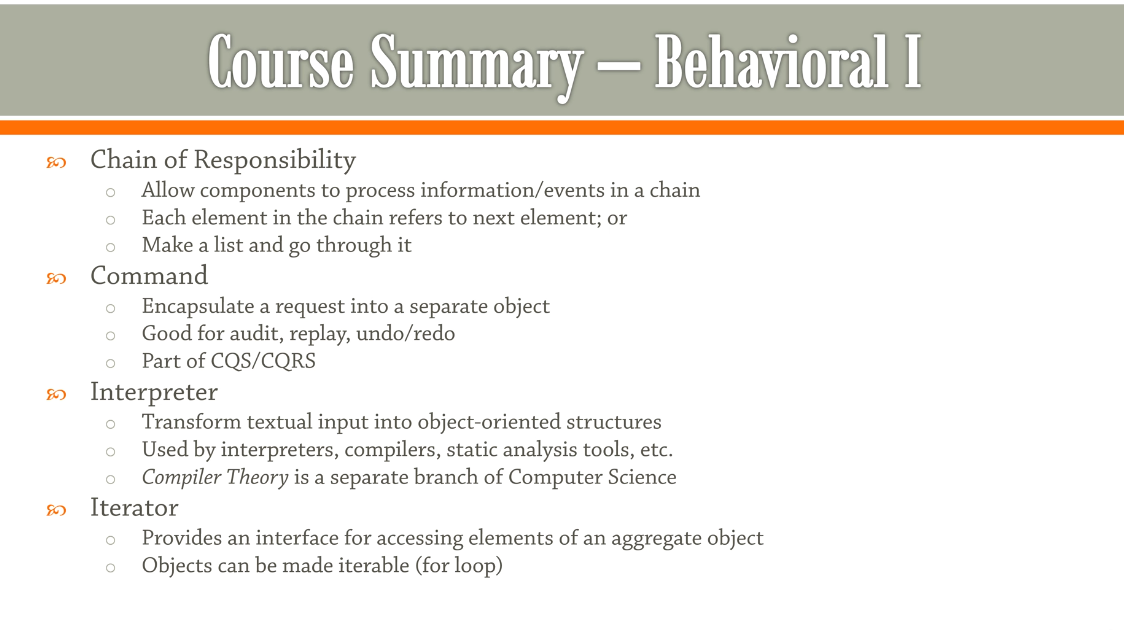 Course Summary – Behavioral I
Chain of Responsibility
Allow components to process information/events in a chain
Each element in the chain refers to next element; or
Make a list and go through it
Command
Encapsulate a request into a separate object
Good for audit, replay, undo/redo
Part of CQS/CQRS
Interpreter
Transform textual input into object-oriented structures
Used by interpreters, compilers, static analysis tools, etc.
Compiler Theory is a separate branch of Computer Science
Iterator
Provides an interface for accessing elements of an aggregate object
Objects can be made iterable (for loop)